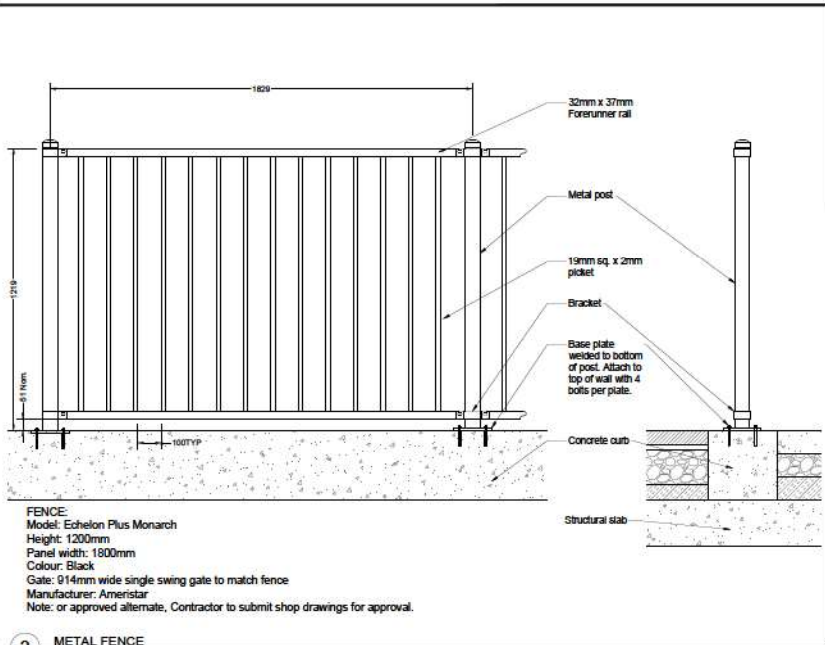 1829
32mm x 37mm
Forerunner rail
Metal post
1219
19mm sq. x 2mm
picket
Bracket
Base plate
welded to bottom
of post. Attach to
top of wall with 4
bolts per plate.
51 Nom.
100TYP
Concrete curb
Structural slab
FENCE:
Model: Echelon Plus Monarch
Height: 1200mm
Panel width: 1800mm
Colour: Black
Gate: 914mm wide single swing gate to match fence
Manufacturer: Ameristar
Note: or approved alternate, Contractor to submit shop drawings for approval.
METAL FENCE